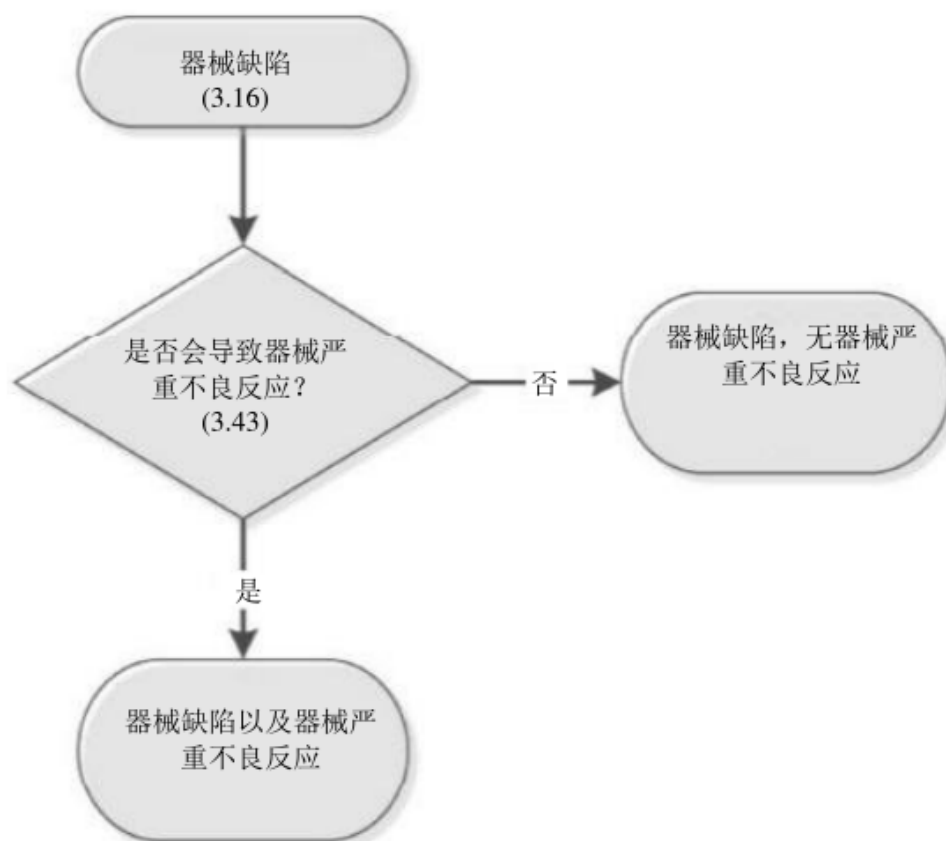 器械缺陷
(3.16)
是否会导致器械严
重不良反应？
(3.43)
否
器械缺陷，无器械严
重不良反应
是
器械缺陷以及器械严
重不良反应